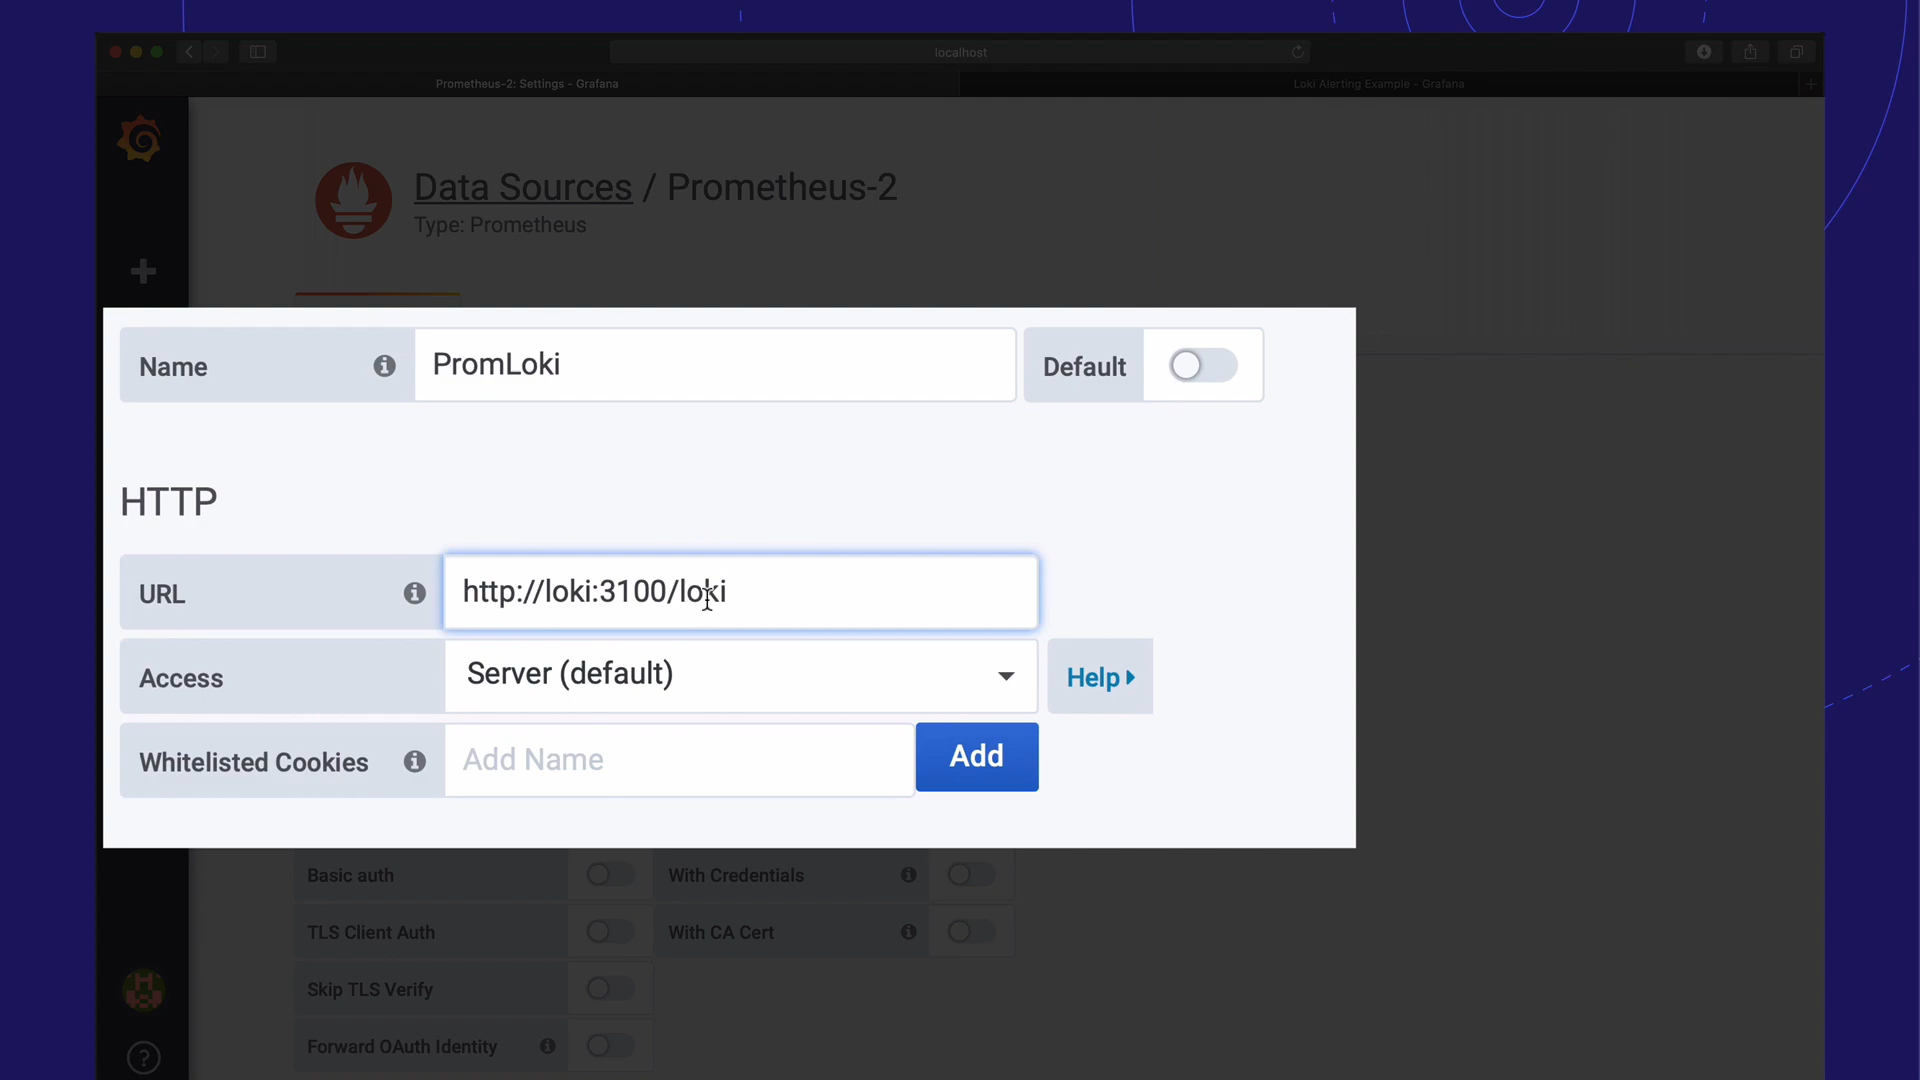 localhost
Prometheus-2: Settings - Grafana
Loki Alerting Example - Grafana
Data Sources / Prometheus-2
Type: Prometheus
Name
PromLoki
Default
HTTP
URL
http://loki:3100/loki
Access
Server (default)
Help
Whitelisted Cookies
Add Name
Add
Basic auth
With Credentials
TLS Client Auth
With CA Cert
Skip TLS Verify
Forward OAuth Identity